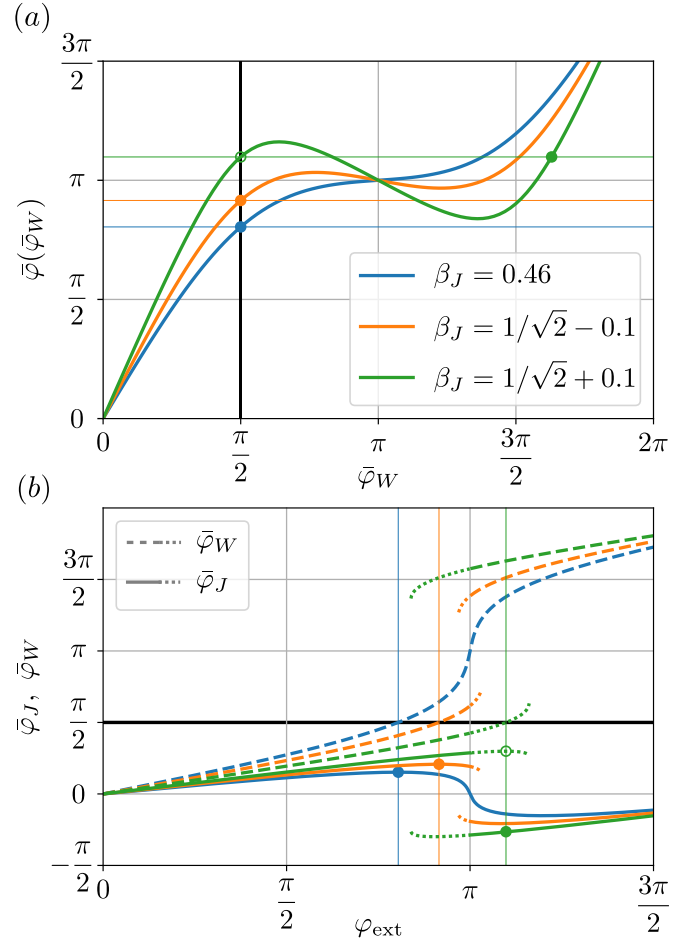 (a)
3π/2
π
π/2
0
φ̄(φ̄_W)
β_J = 0.46
β_J = 1/√2 − 0.1
β_J = 1/√2 + 0.1
0
π/2
π
3π/2
2π
φ̄_W
(b)
φ̄_W
φ̄_J
3π/2
π
π/2
0
−π/2
φ̄_J, φ̄_W
0
π/2
π
3π/2
φ_ext